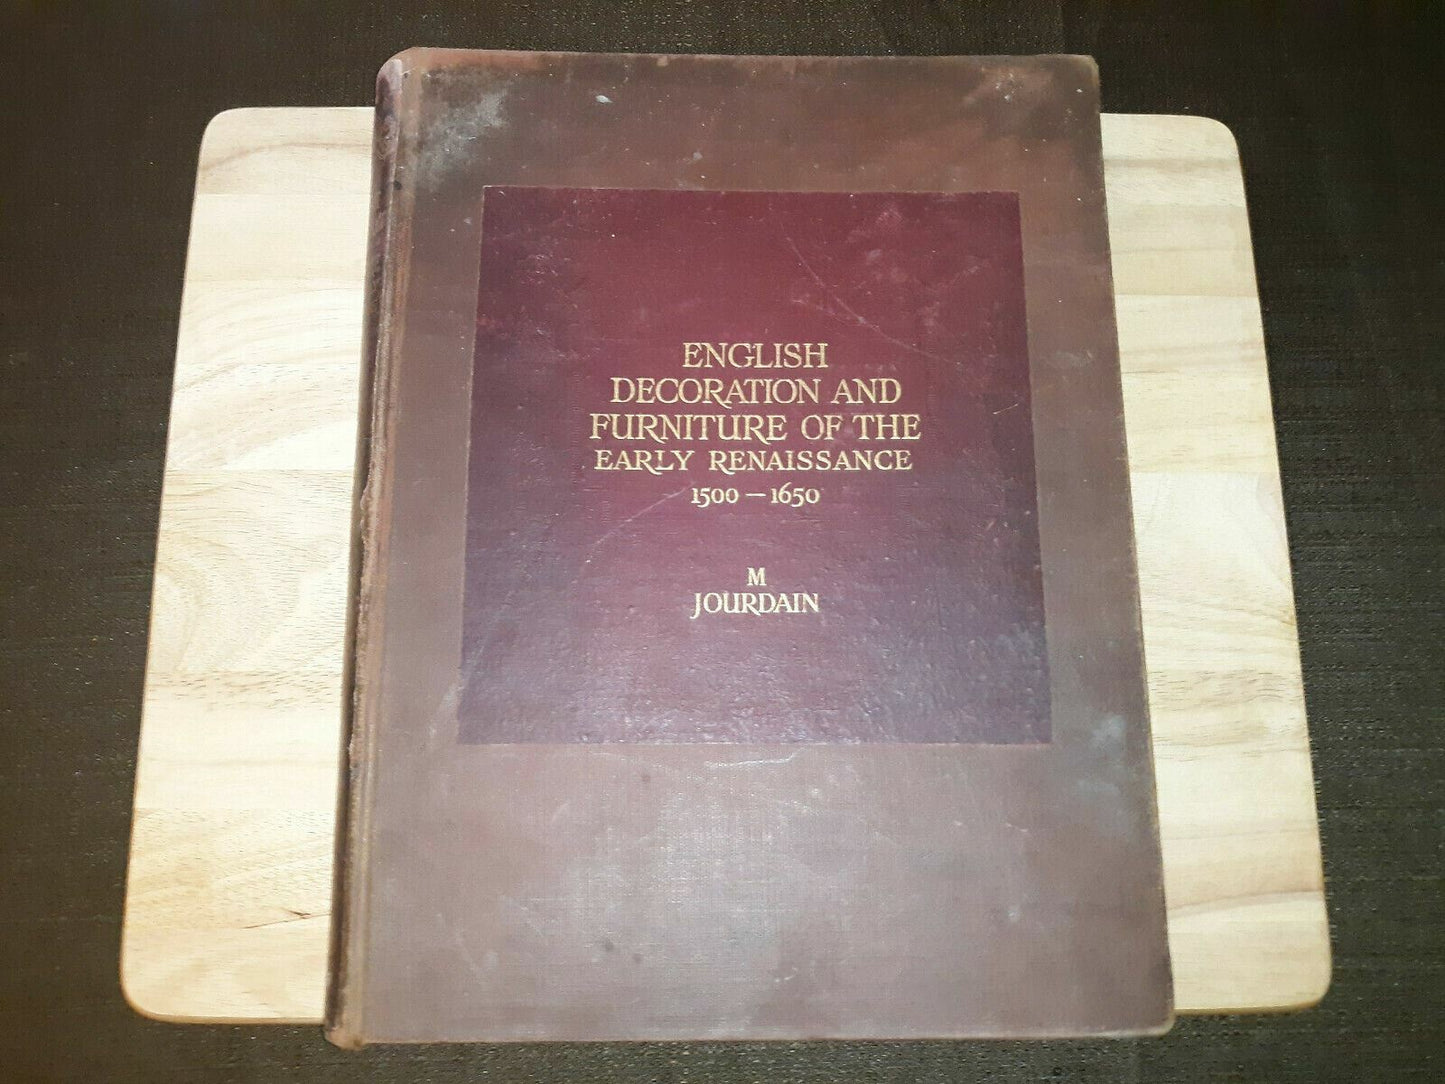 ENGLISH
DECORATION AND
FURNITURE OF THE
EARLY RENAISSANCE
1500 — 1650
M
JOURDAIN